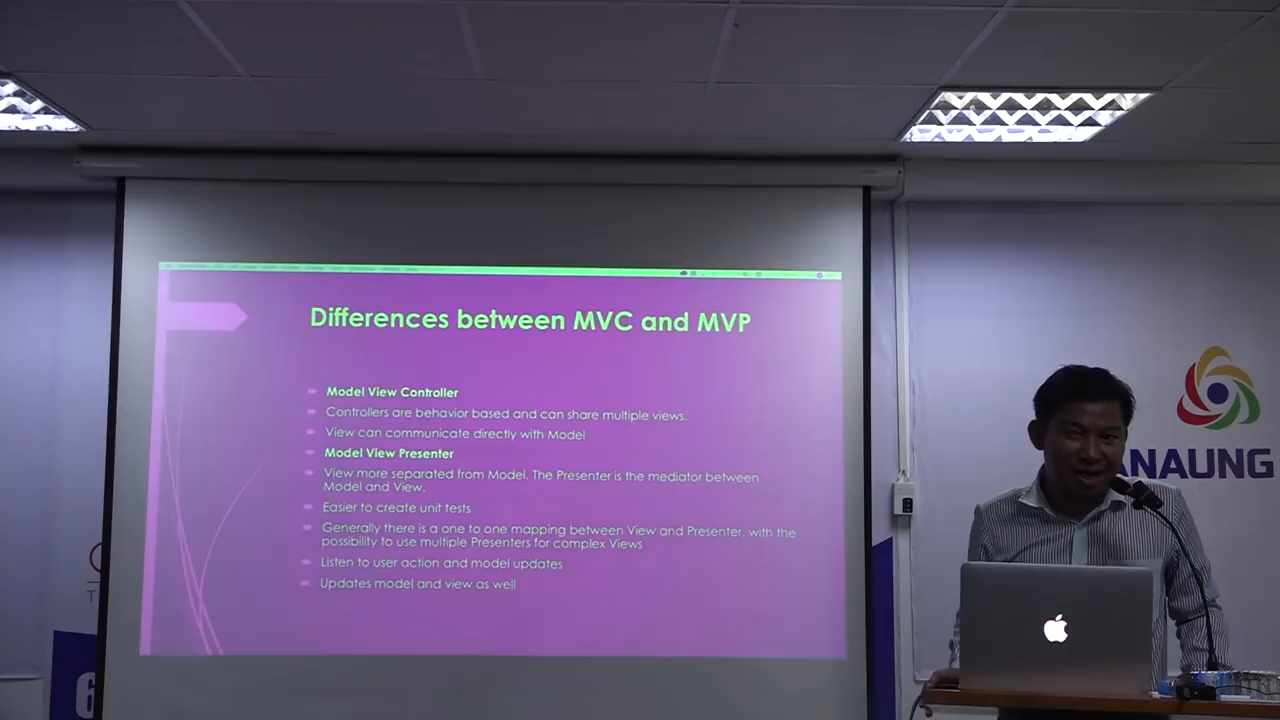 Differences between MVC and MVP
Model View Controller
Controllers are behavior based and can share multiple views.
View can communicate directly with Model
Model View Presenter
View more separated from Model. The Presenter is the mediator between
Model and View.
Easier to create unit tests
Generally there is a one to one mapping between View and Presenter, with the
possibility to use multiple Presenters for complex Views
Listen to user action and model updates
Updates model and view as well
ANAUNG
6